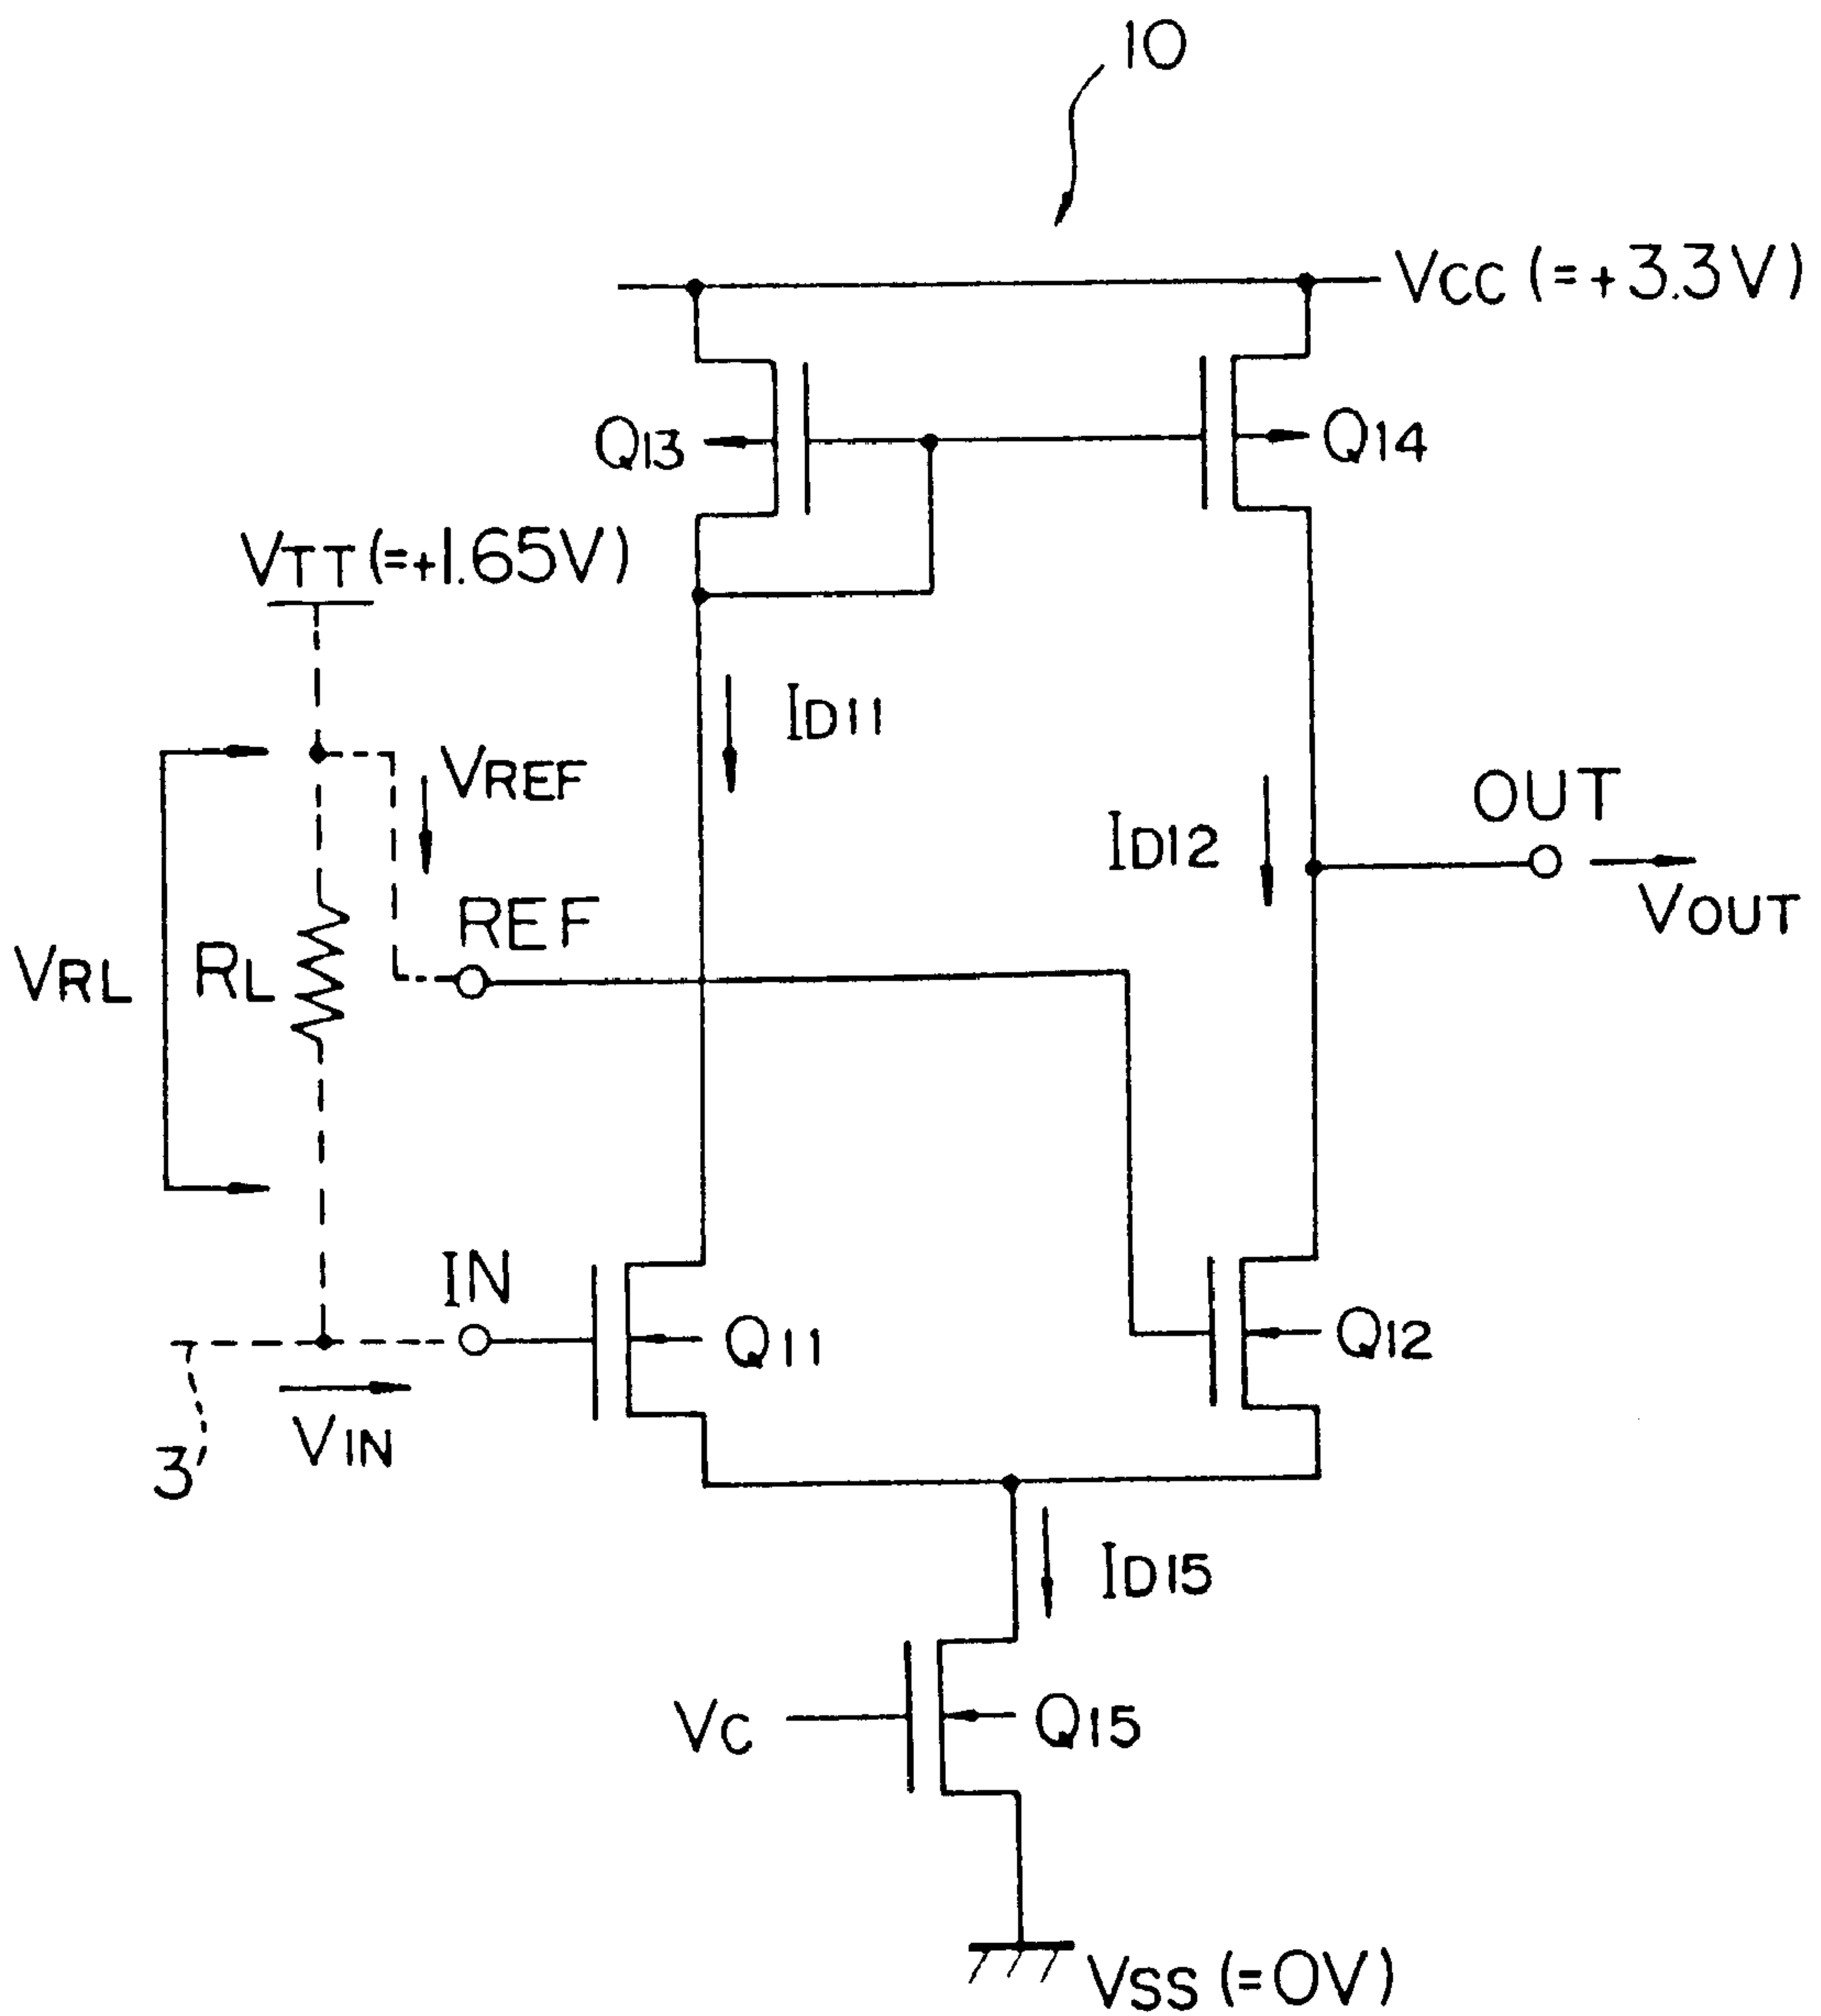 10
VCC (=+3.3V)
Q13
Q14
VTT (=+1.65V)
ID11
VREF
OUT
ID12
VOUT
REF
VRL
RL
IN
Q11
Q12
VIN
3'
ID15
VC
Q15
VSS (=0V)